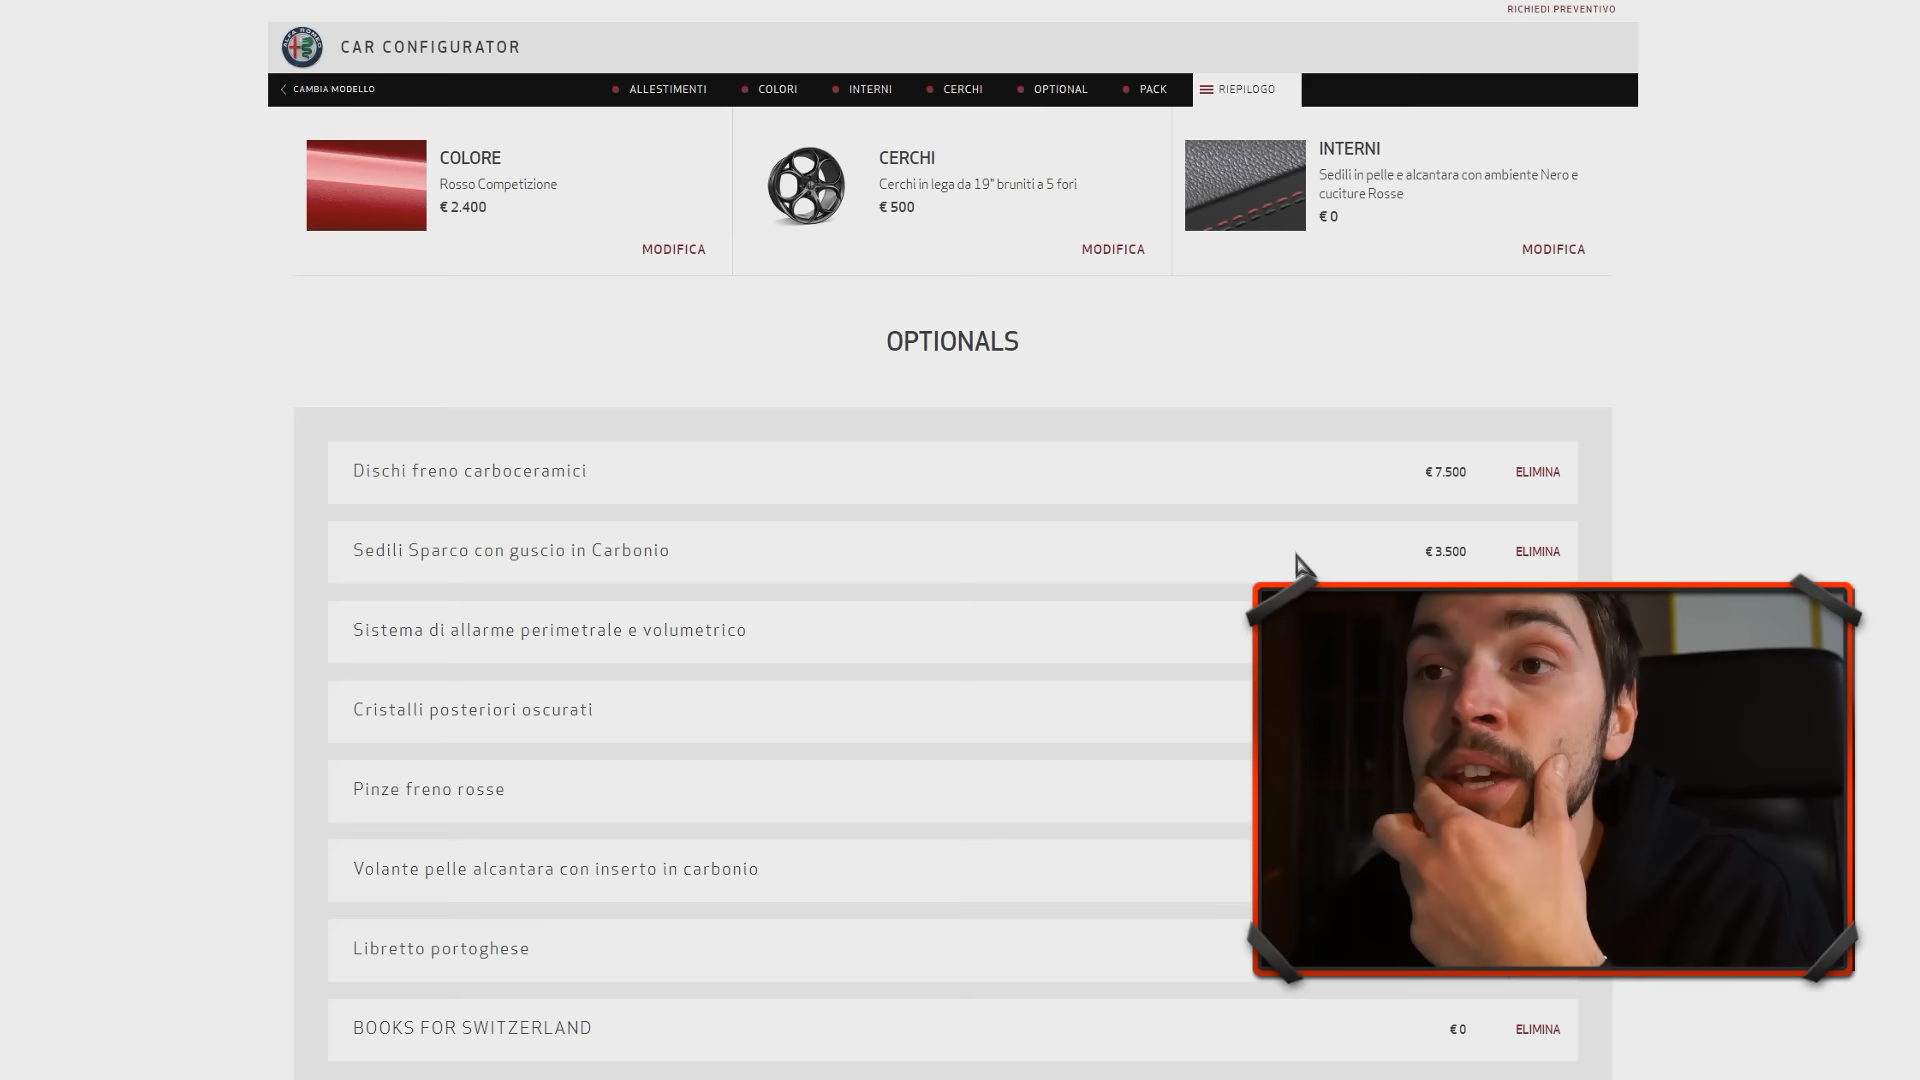 RICHIEDI PREVENTIVO
ALFA ROMEO
CAR CONFIGURATOR
CAMBIA MODELLO
ALLESTIMENTI
COLORI
INTERNI
CERCHI
OPTIONAL
PACK
RIEPILOGO
COLORE
Rosso Competizione
€ 2.400
MODIFICA
CERCHI
Cerchi in lega da 19" bruniti a 5 fori
€ 500
MODIFICA
INTERNI
Sedili in pelle e alcantara con ambiente Nero e
cuciture Rosse
€ 0
MODIFICA
OPTIONALS
Dischi freno carboceramici
€ 7.500
ELIMINA
Sedili Sparco con guscio in Carbonio
€ 3.500
ELIMINA
Sistema di allarme perimetrale e volumetrico
Cristalli posteriori oscurati
Pinze freno rosse
Volante pelle alcantara con inserto in carbonio
Libretto portoghese
BOOKS FOR SWITZERLAND
€ 0
ELIMINA